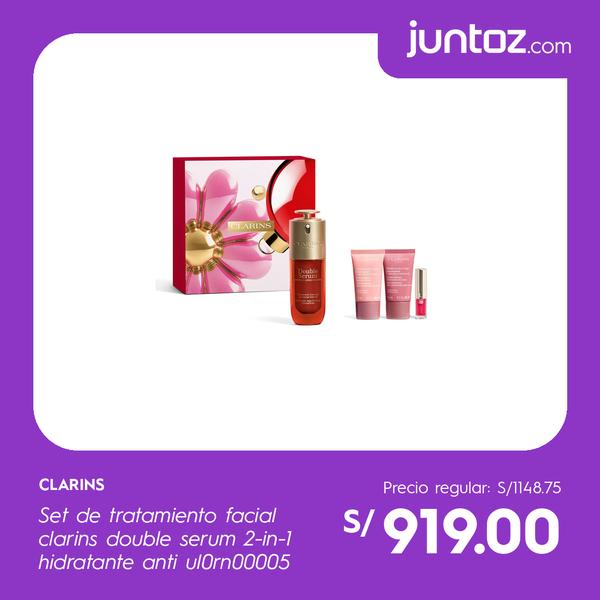 juntoz.com
CLARINS
Double
Serum
CLARINS
Precio regular: S/1148.75
Set de tratamiento facial
clarins double serum 2-in-1
hidratante anti ul0rn00005
S/ 919.00